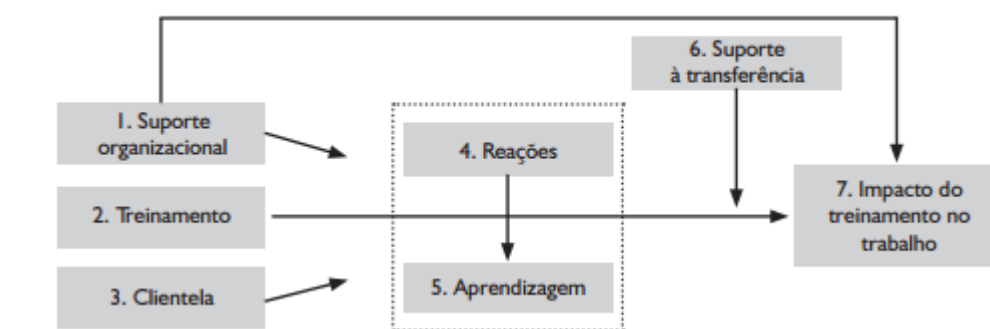 1. Suporte
organizacional
2. Treinamento
3. Clientela
4. Reações
5. Aprendizagem
6. Suporte
à transferência
7. Impacto do
treinamento no
trabalho